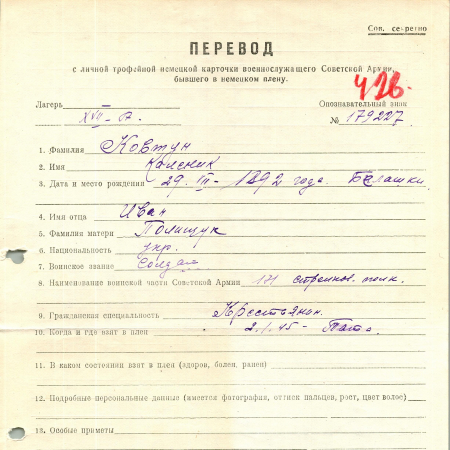 Сов. секретно
ПЕРЕВОД
с личной трофейной немецкой карточки военнослужащего Советской Армии,
бывшего в немецком плену.
Лагерь
Опознавательный знак
XVII-А.
№ 179227
1. Фамилия Ковтун
2. Имя Каленик
3. Дата и место рождения 29. III - 1892 года.
4. Имя отца Иван
5. Фамилия матери Полищук
6. Национальность укр.
7. Воинское звание Солдат
8. Наименование воинской части Советской Армии 171 стрелков. полк.
9. Гражданская специальность Крестьянин.
10. Когда и где взят в плен 2.1.45 -
11. В каком состоянии взят в плен (здоров, болен, ранен)
12. Подробные персональные данные (имеется фотография, оттиск пальцев, рост, цвет волос)
13. Особые приметы